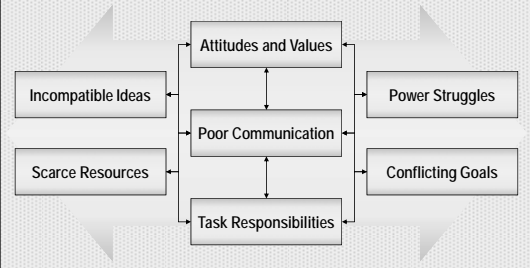 Attitudes and Values
Incompatible Ideas
Power Struggles
Poor Communication
Scarce Resources
Conflicting Goals
Task Responsibilities